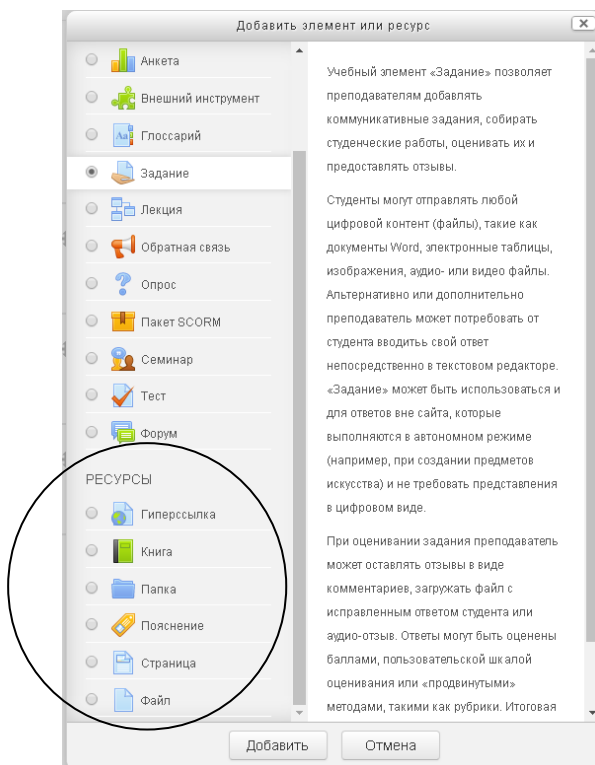 Добавить элемент или ресурс
Анкета
Внешний инструмент
Глоссарий
Задание
Лекция
Обратная связь
Опрос
Пакет SCORM
Семинар
Тест
Форум
РЕСУРСЫ
Гиперссылка
Книга
Папка
Пояснение
Страница
Файл
Учебный элемент «Задание» позволяет
преподавателям добавлять
коммуникативные задания, собирать
студенческие работы, оценивать их и
предоставлять отзывы.
Студенты могут отправлять любой
цифровой контент (файлы), такие как
документы Word, электронные таблицы,
изображения, аудио- или видео файлы.
Альтернативно или дополнительно
преподаватель может потребовать от
студента вводитьь свой ответ
непосредственно в текстовом редакторе.
«Задание» может быть использоваться и
для ответов вне сайта, которые
выполняются в автономном режиме
(например, при создании предметов
искусства) и не требовать представления
в цифровом виде.
При оценивании задания преподаватель
может оставлять отзывы в виде
комментариев, загружать файл с
исправленным ответом студента или
аудио-отзыв. Ответы могут быть оценены
баллами, пользовательской шкалой
оценивания или «продвинутыми»
методами, такими как рубрики. Итоговая
Добавить
Отмена